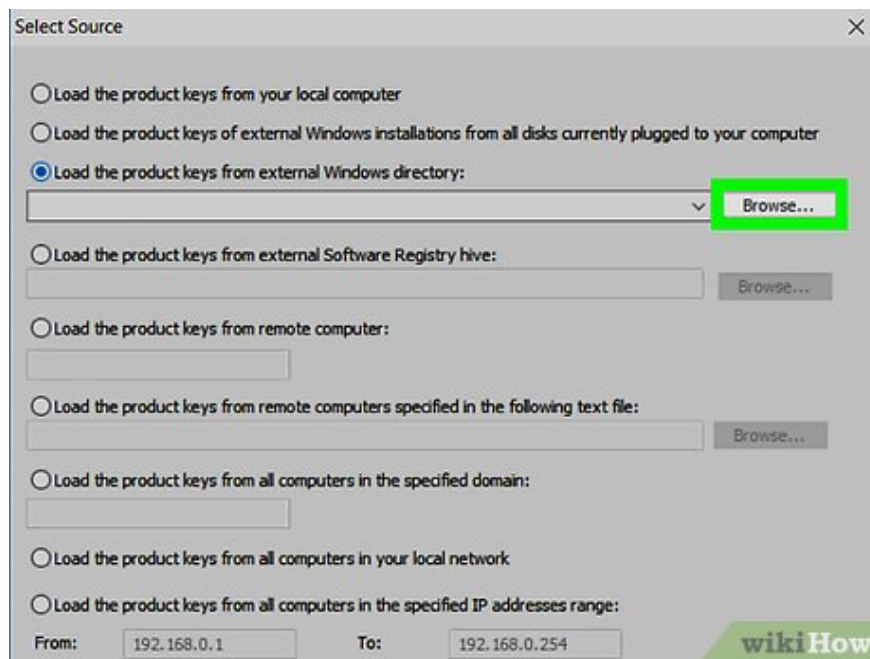 Select Source
Load the product keys from your local computer
Load the product keys of external Windows installations from all disks currently plugged to your computer
Load the product keys from external Windows directory:
Browse...
Load the product keys from external Software Registry hive:
Browse...
Load the product keys from remote computer:
Load the product keys from remote computers specified in the following text file:
Browse...
Load the product keys from all computers in the specified domain:
Load the product keys from all computers in your local network
Load the product keys from all computers in the specified IP addresses range:
From: 192.168.0.1 To: 192.168.0.254
wikiHow